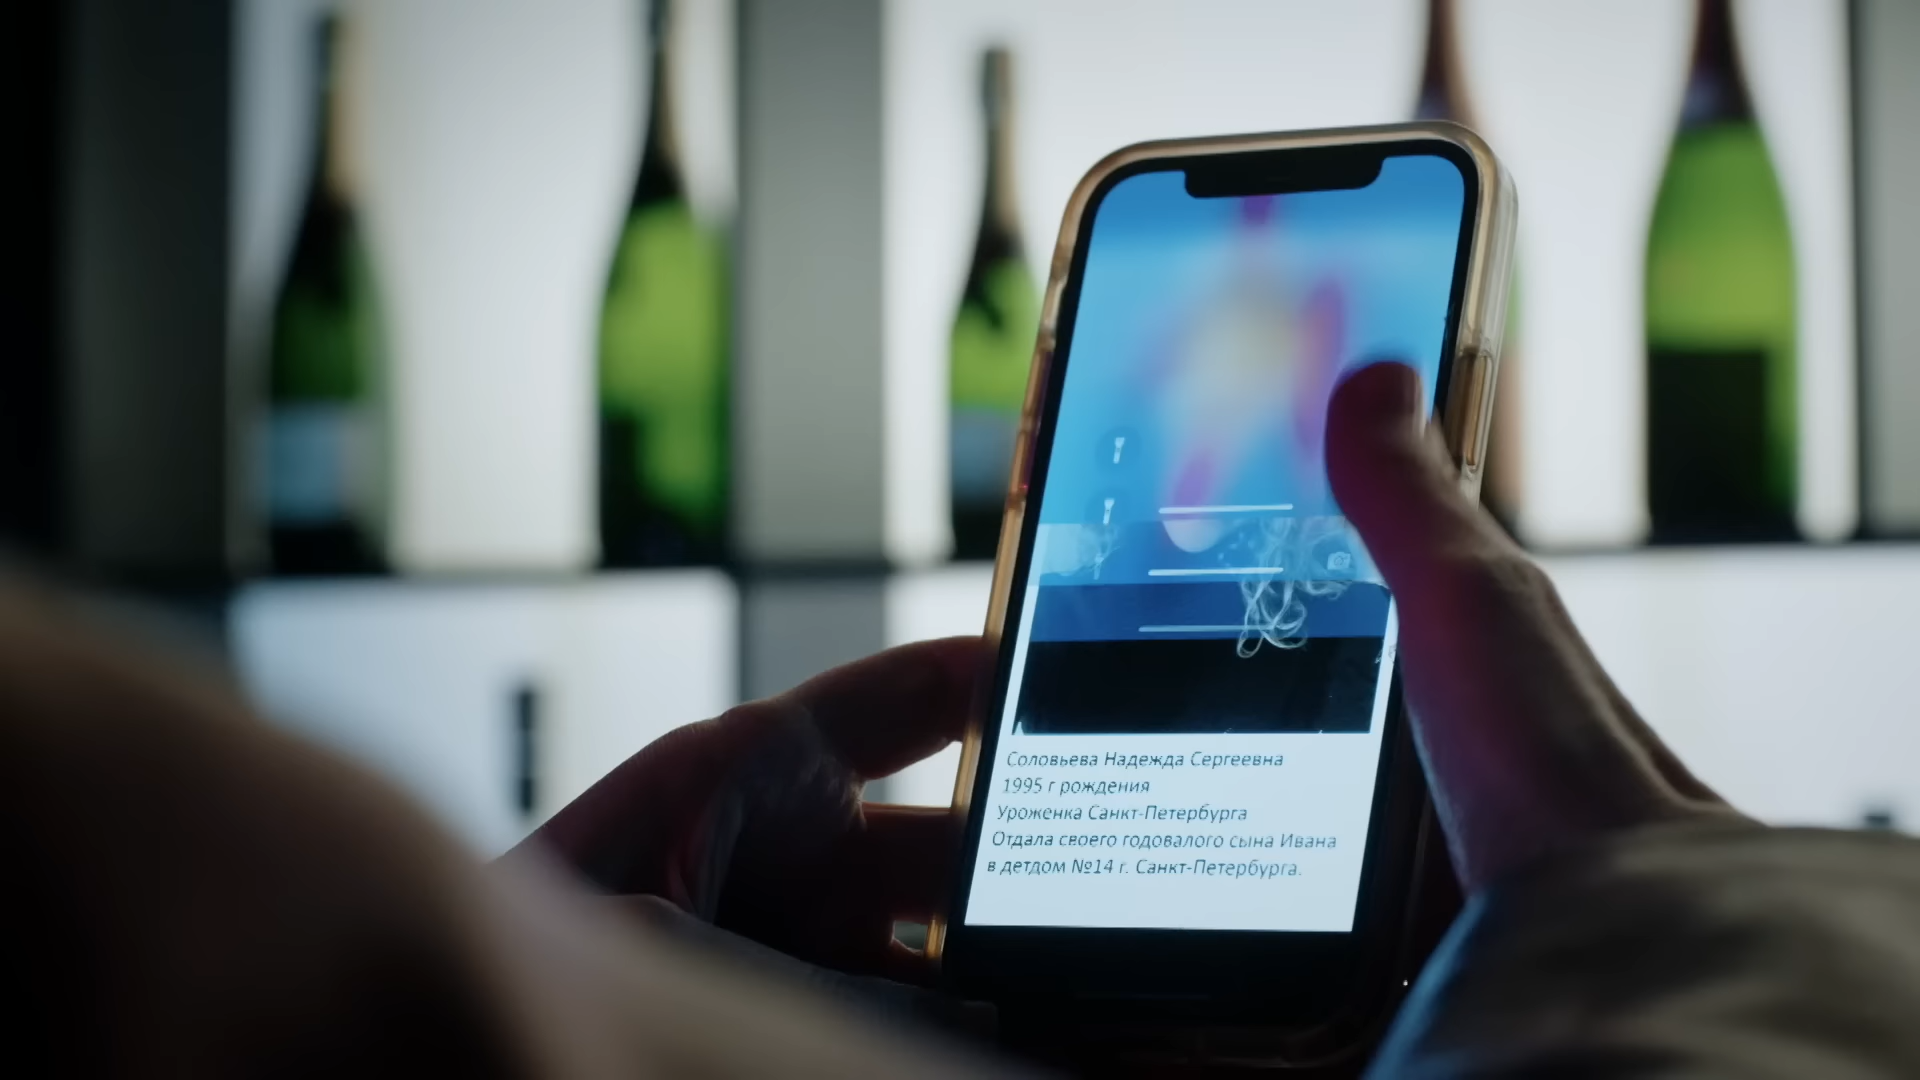 Соловьева Надежда Сергеевна
1995 г рождения
Уроженка Санкт-Петербурга
Отдала своего годовалого сына Ивана
в детдом №14 г. Санкт-Петербурга.